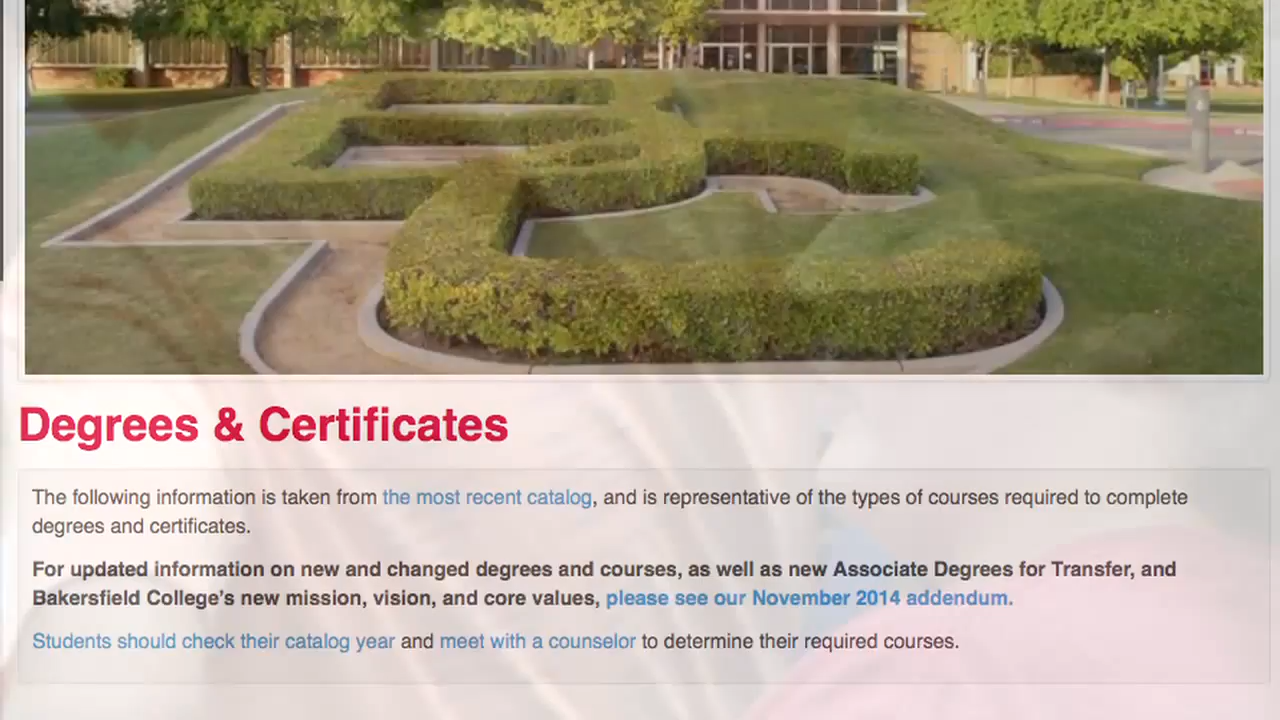 BC
Degrees & Certificates
The following information is taken from the most recent catalog, and is representative of the types of courses required to complete
degrees and certificates.
For updated information on new and changed degrees and courses, as well as new Associate Degrees for Transfer, and
Bakersfield College's new mission, vision, and core values, please see our November 2014 addendum.
Students should check their catalog year and meet with a counselor to determine their required courses.